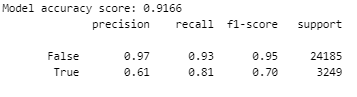 Model accuracy score: 0.9166
precision recall f1-score support
False 0.97 0.93 0.95 24185
True 0.61 0.81 0.70 3249